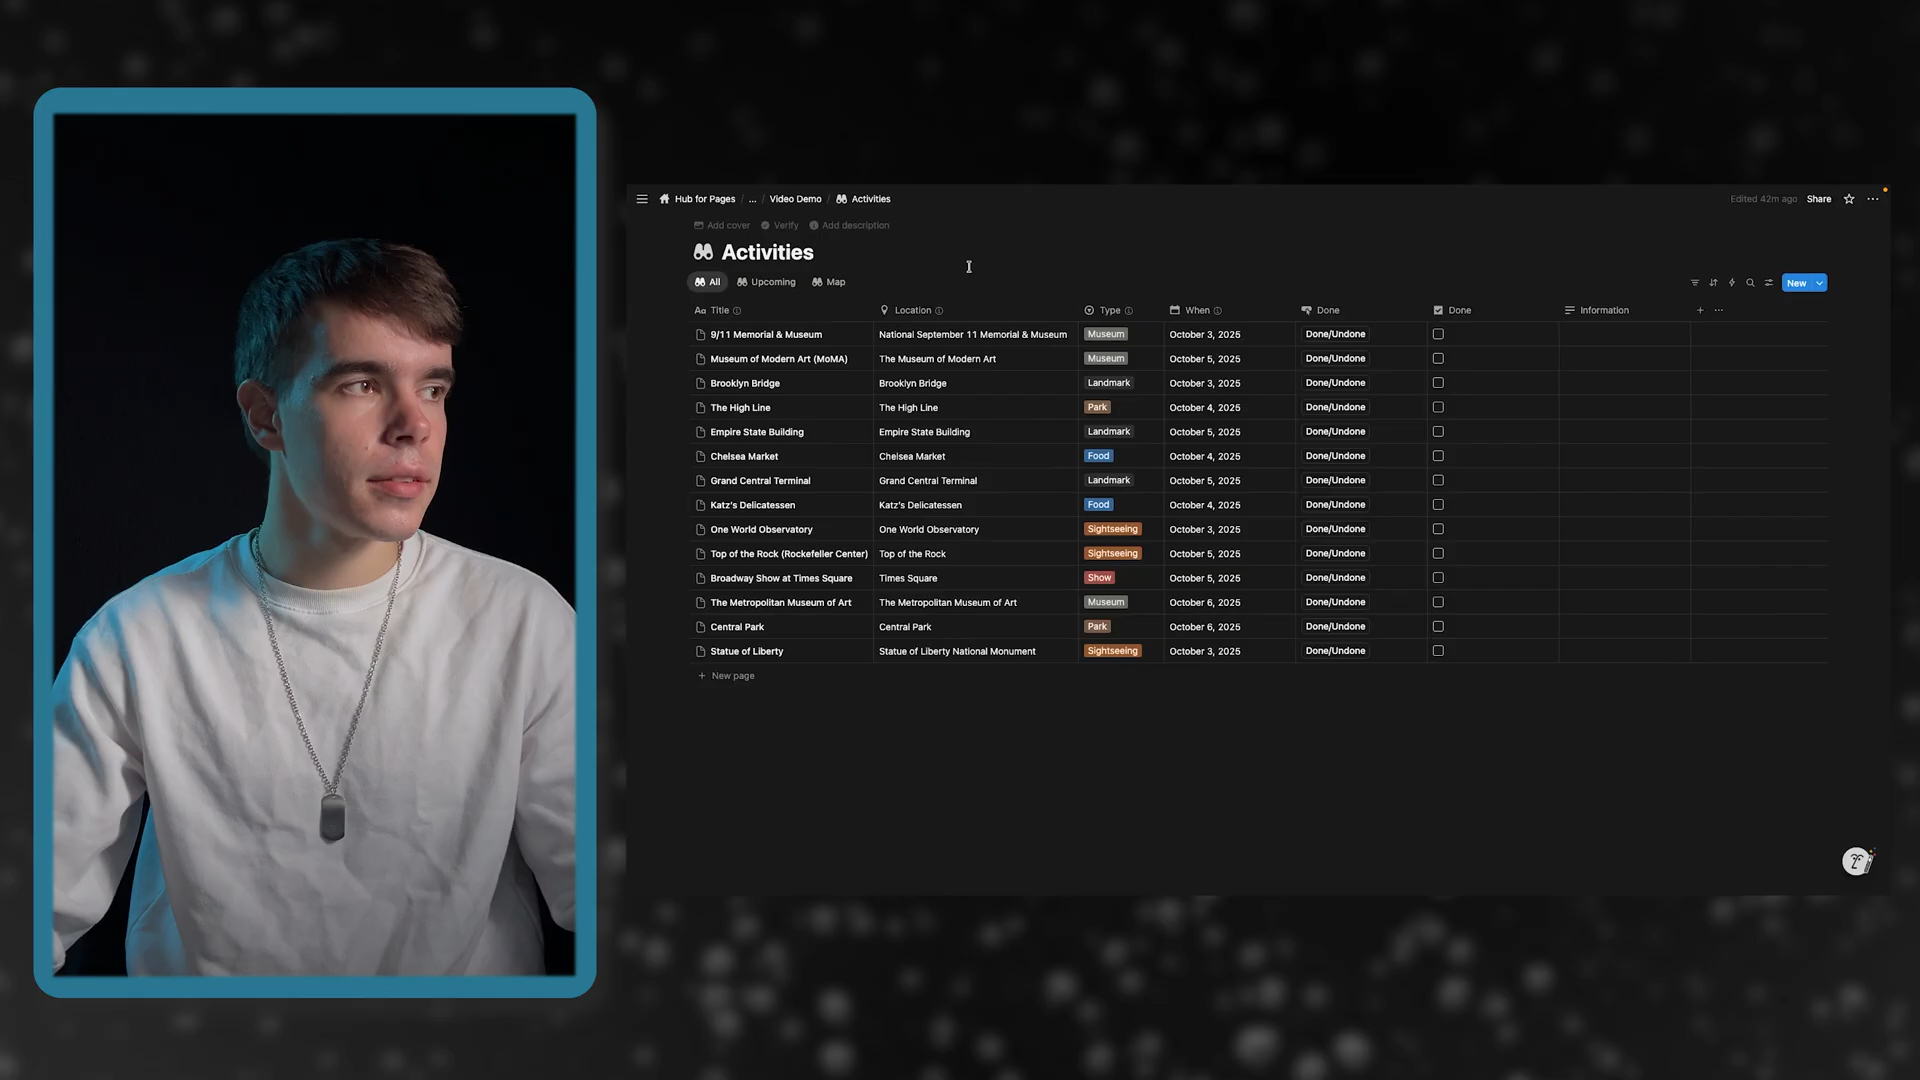 Hub for Pages / ... / Video Demo / Activities
Edited 42m ago Share
Add cover Verify Add description
Activities
All Upcoming Map
New
Aa Title Location Type When Done Done Information
9/11 Memorial & Museum National September 11 Memorial & Museum Museum October 3, 2025 Done/Undone
Museum of Modern Art (MoMA) The Museum of Modern Art Museum October 5, 2025 Done/Undone
Brooklyn Bridge Brooklyn Bridge Landmark October 3, 2025 Done/Undone
The High Line The High Line Park October 4, 2025 Done/Undone
Empire State Building Empire State Building Landmark October 5, 2025 Done/Undone
Chelsea Market Chelsea Market Food October 4, 2025 Done/Undone
Grand Central Terminal Grand Central Terminal Landmark October 5, 2025 Done/Undone
Katz's Delicatessen Katz's Delicatessen Food October 4, 2025 Done/Undone
One World Observatory One World Observatory Sightseeing October 3, 2025 Done/Undone
Top of the Rock (Rockefeller Center) Top of the Rock Sightseeing October 5, 2025 Done/Undone
Broadway Show at Times Square Times Square Show October 5, 2025 Done/Undone
The Metropolitan Museum of Art The Metropolitan Museum of Art Museum October 6, 2025 Done/Undone
Central Park Central Park Park October 6, 2025 Done/Undone
Statue of Liberty Statue of Liberty National Monument Sightseeing October 3, 2025 Done/Undone
+ New page